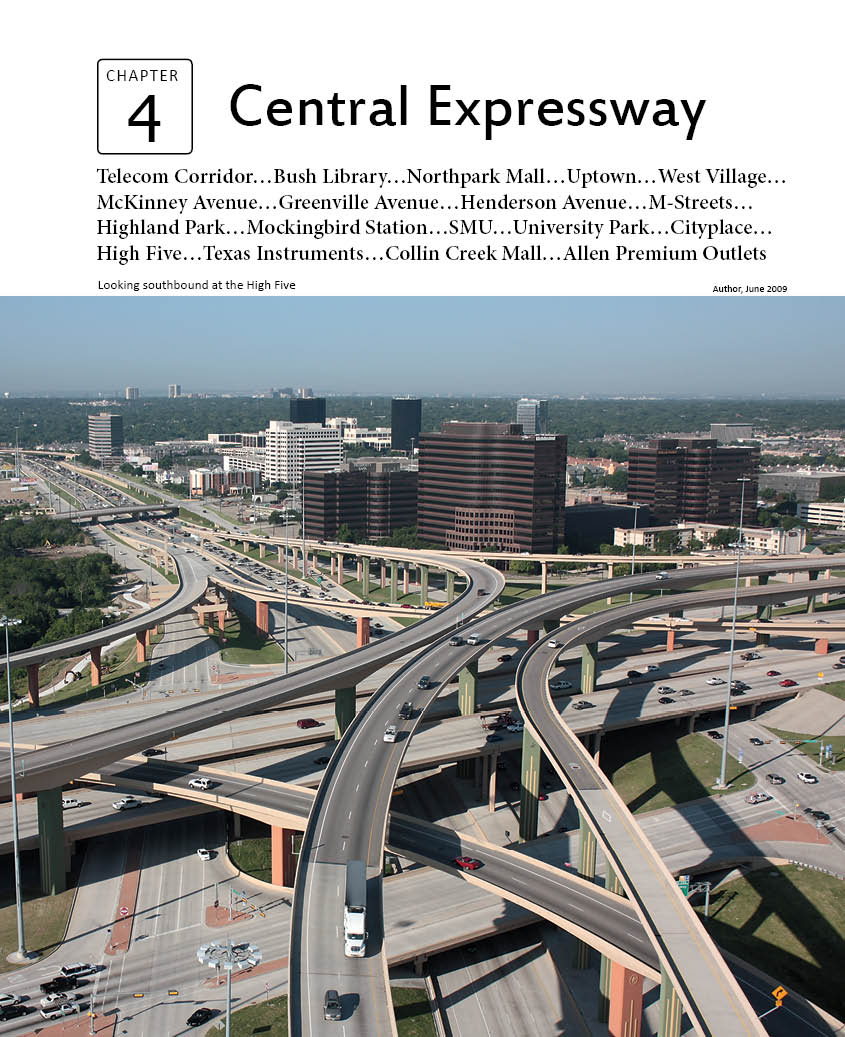 CHAPTER
4
Central Expressway
Telecom Corridor…Bush Library…Northpark Mall…Uptown…West Village…
McKinney Avenue…Greenville Avenue…Henderson Avenue…M-Streets…
Highland Park…Mockingbird Station…SMU…University Park…Cityplace…
High Five…Texas Instruments…Collin Creek Mall…Allen Premium Outlets
Looking southbound at the High Five
Author, June 2009